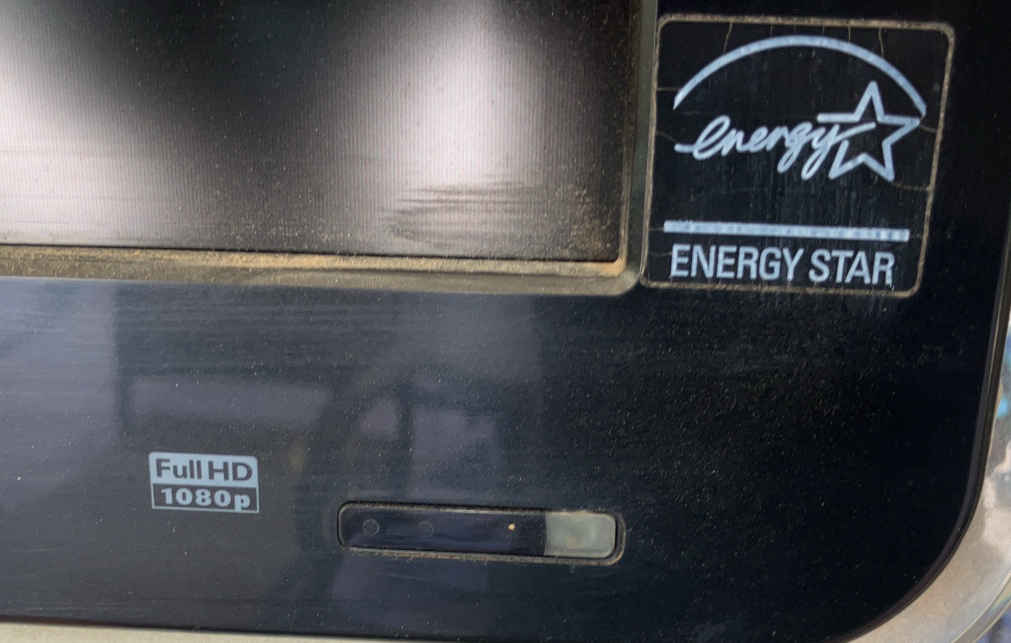 energy
ENERGY STAR
Full HD
1080p